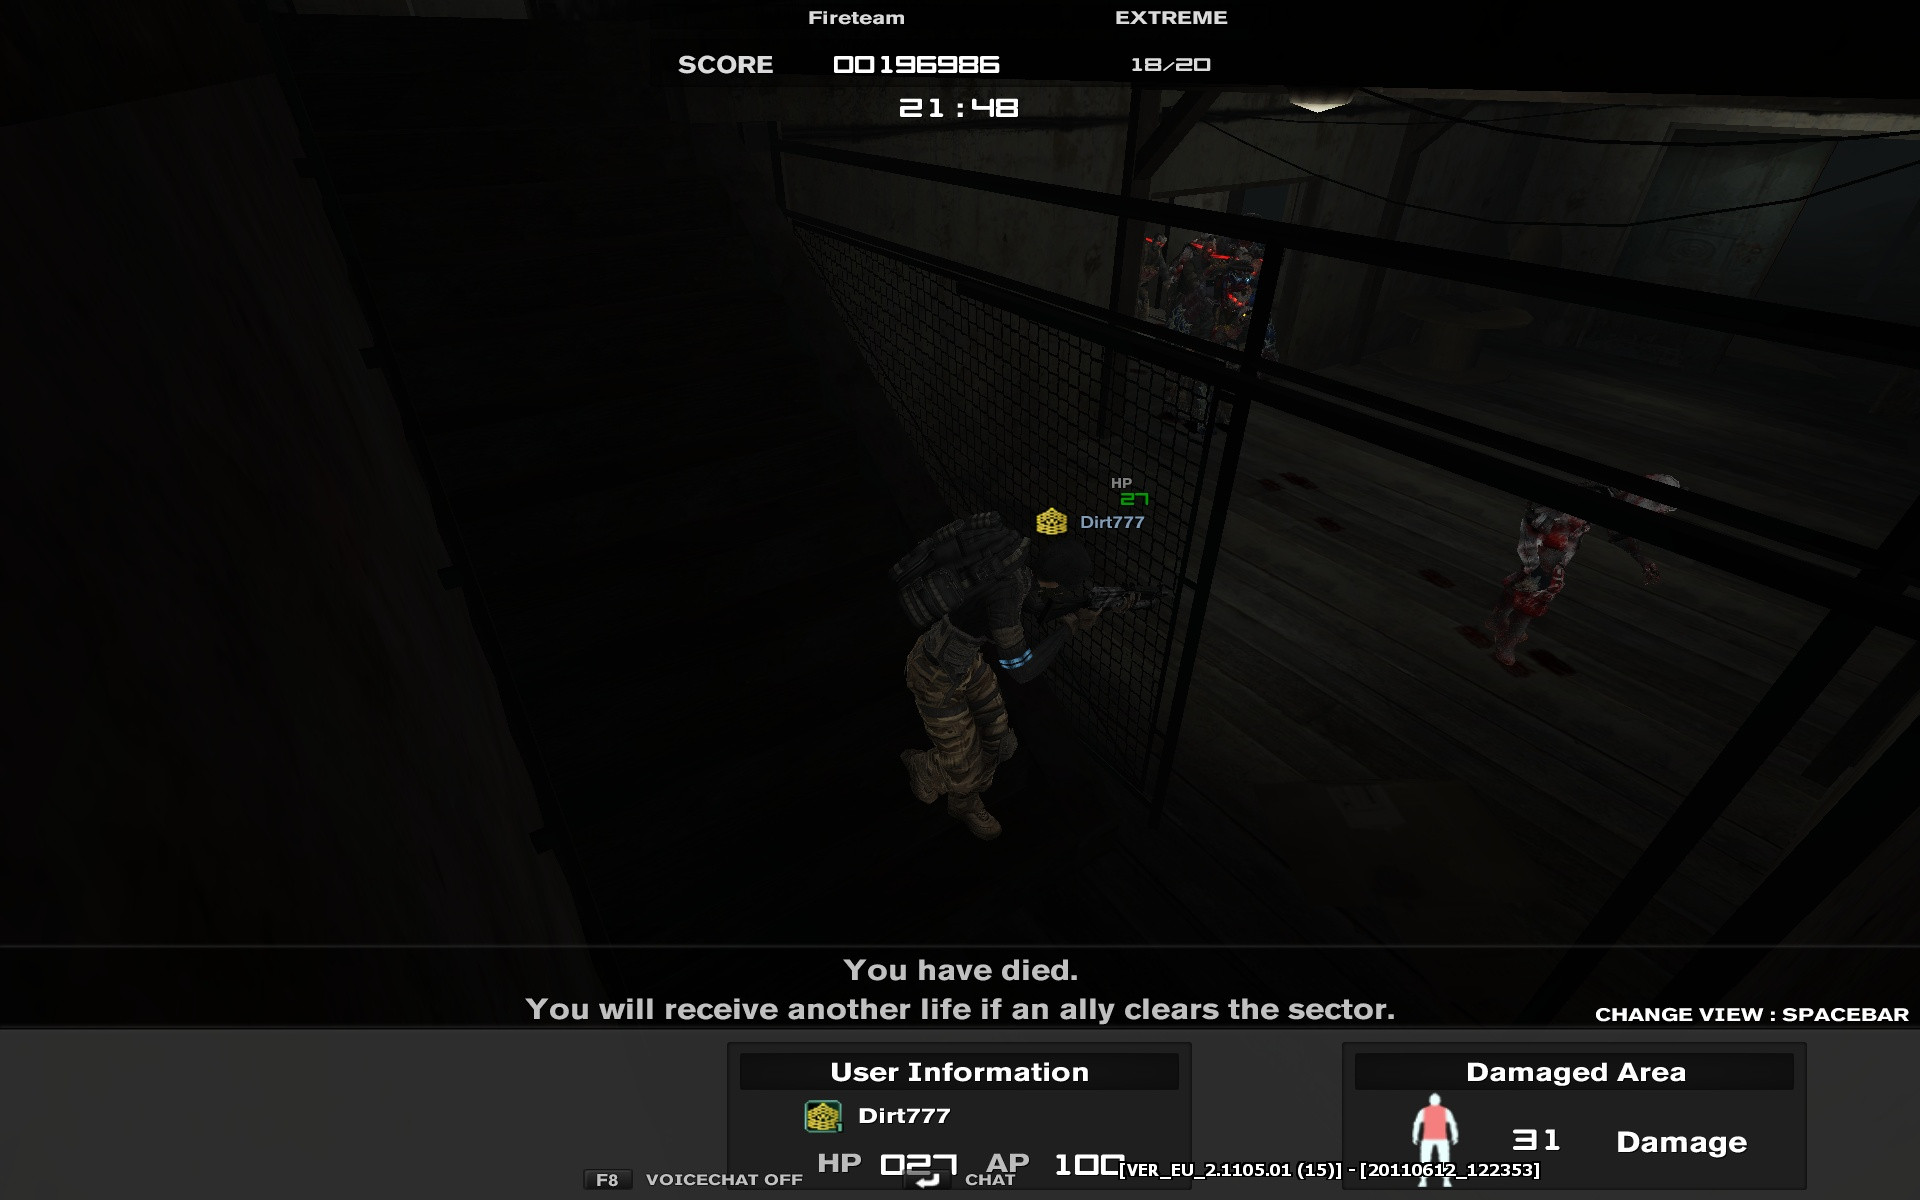 Fireteam EXTREME
SCORE 00196986 18/20
21:48
HP
27
Dirt777
You have died.
You will receive another life if an ally clears the sector.
CHANGE VIEW : SPACEBAR
User Information
Dirt777
HP 027 AP 100
Damaged Area
31 Damage
F8 VOICECHAT OFF CHAT
[VER_EU_2.1105.01 (15)] - [20110612_122353]